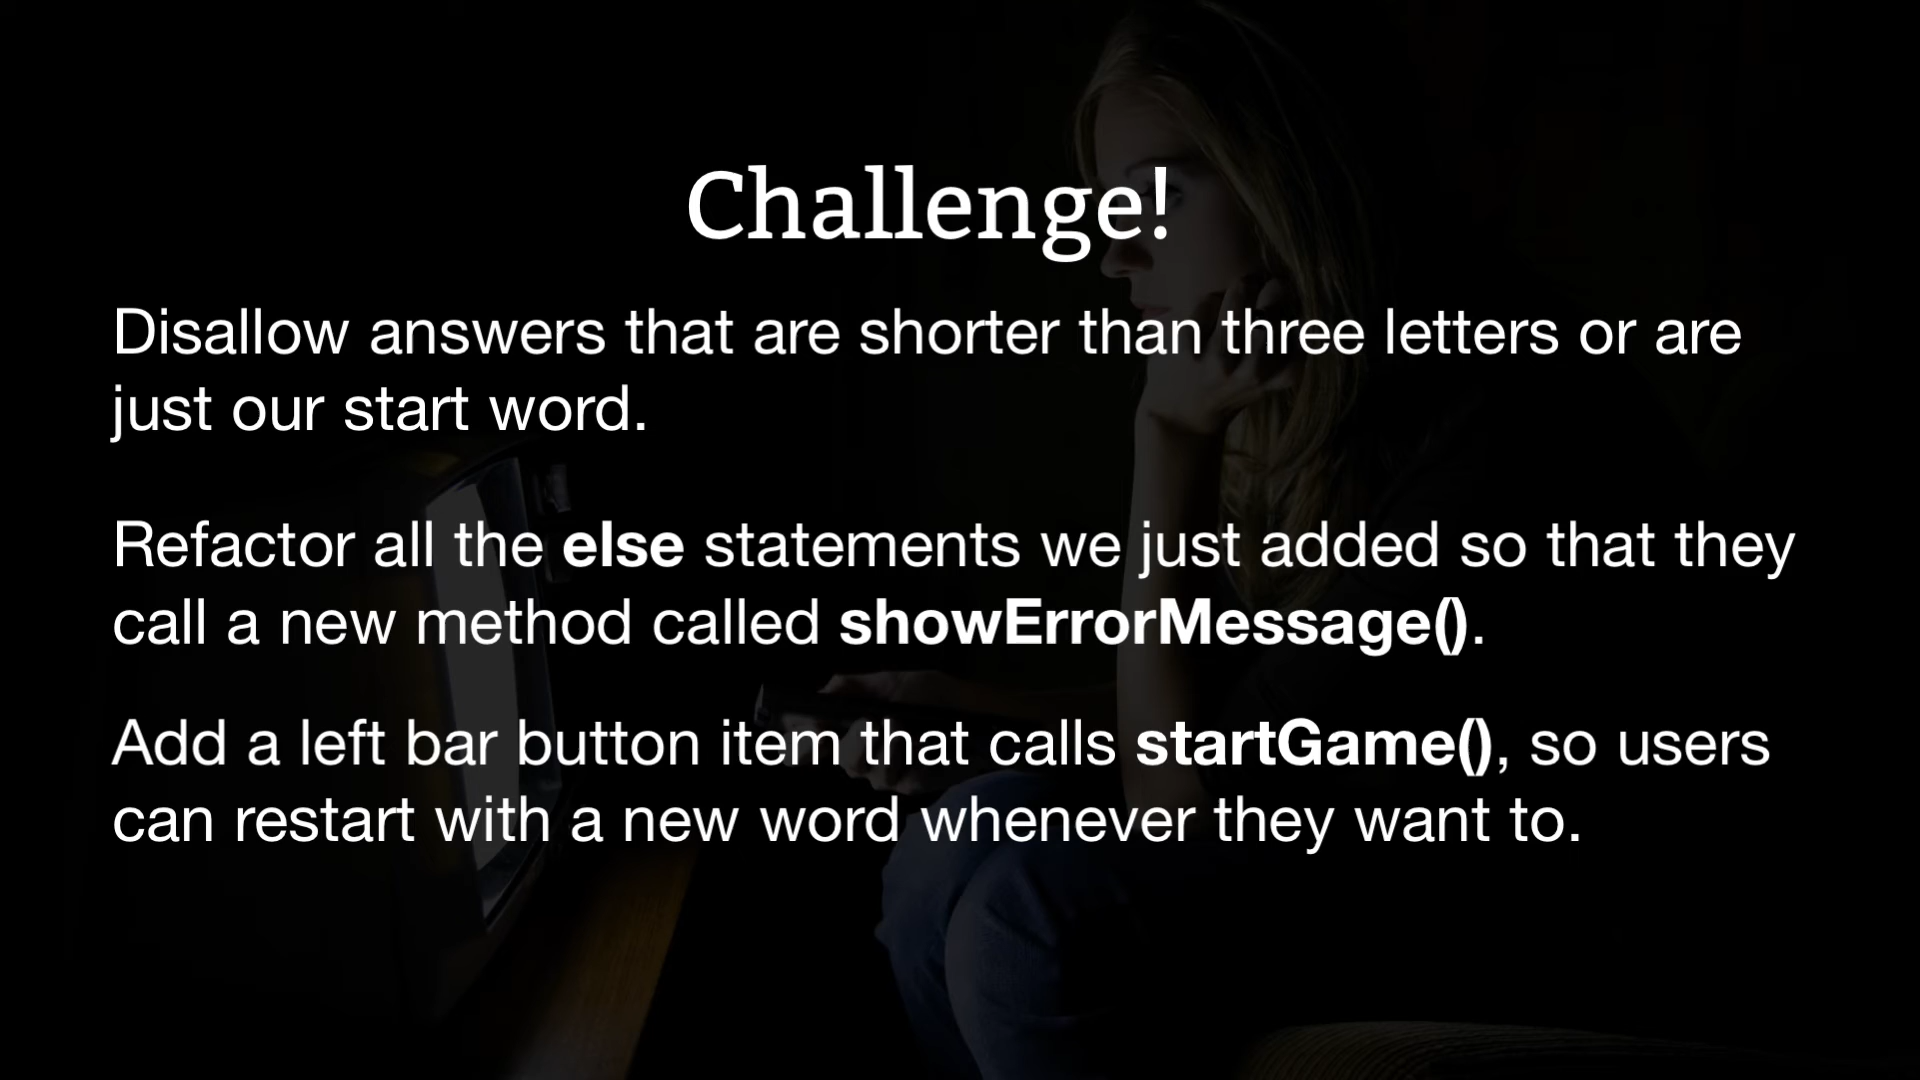 Challenge!
Disallow answers that are shorter than three letters or are
just our start word.
Refactor all the else statements we just added so that they
call a new method called showErrorMessage().
Add a left bar button item that calls startGame(), so users
can restart with a new word whenever they want to.